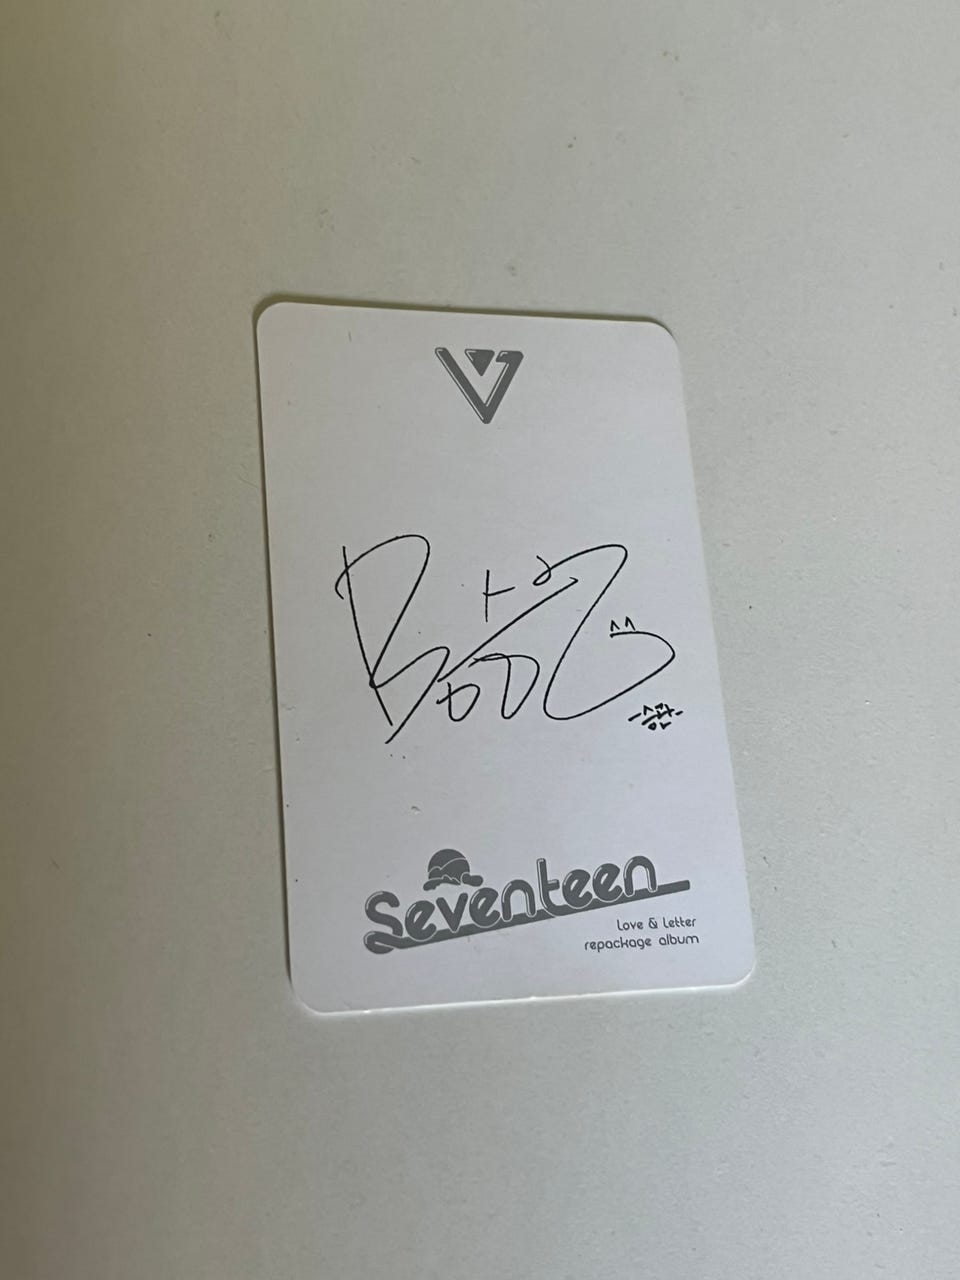 Seventeen
Love & Letter
repackage album